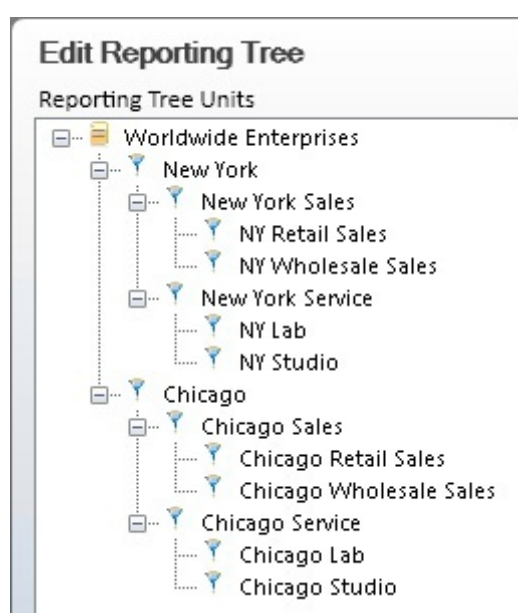 Edit Reporting Tree
Reporting Tree Units
Worldwide Enterprises
New York
New York Sales
NY Retail Sales
NY Wholesale Sales
New York Service
NY Lab
NY Studio
Chicago
Chicago Sales
Chicago Retail Sales
Chicago Wholesale Sales
Chicago Service
Chicago Lab
Chicago Studio